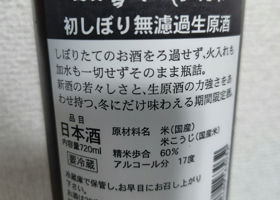 初しぼり無濾過生原酒
しぼりたてのお酒をろ過せず、火入れも
加水も一切せずそのまま瓶詰。
新酒の若々しさと、生原酒の力強さをあ
わせ持つ、冬にだけ味わえる期間限定
品目
日本酒
内容量720ml
要冷蔵
原材料名 米(国産)
米こうじ(国産米)
精米歩合 60%
アルコール分 17度
冷蔵庫で保管し、お早目にお召し上がり